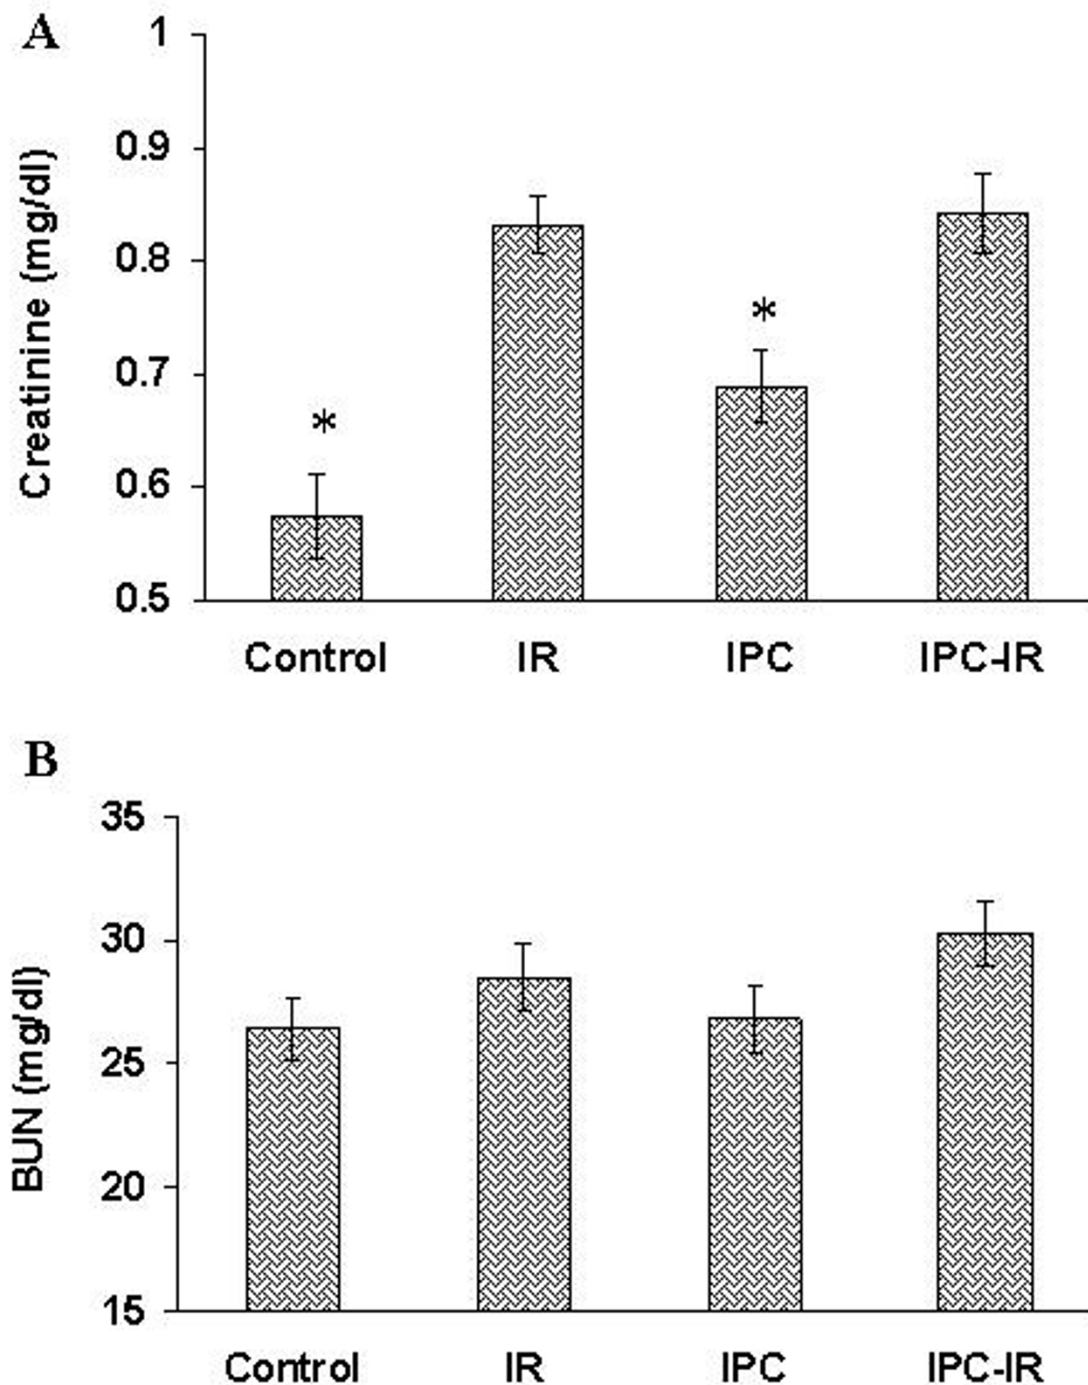 A
Creatinine (mg/dl)
1
0.9
0.8
0.7
0.6
0.5
*
*
Control IR IPC IPC-IR
B
BUN (mg/dl)
35
30
25
20
15
Control IR IPC IPC-IR